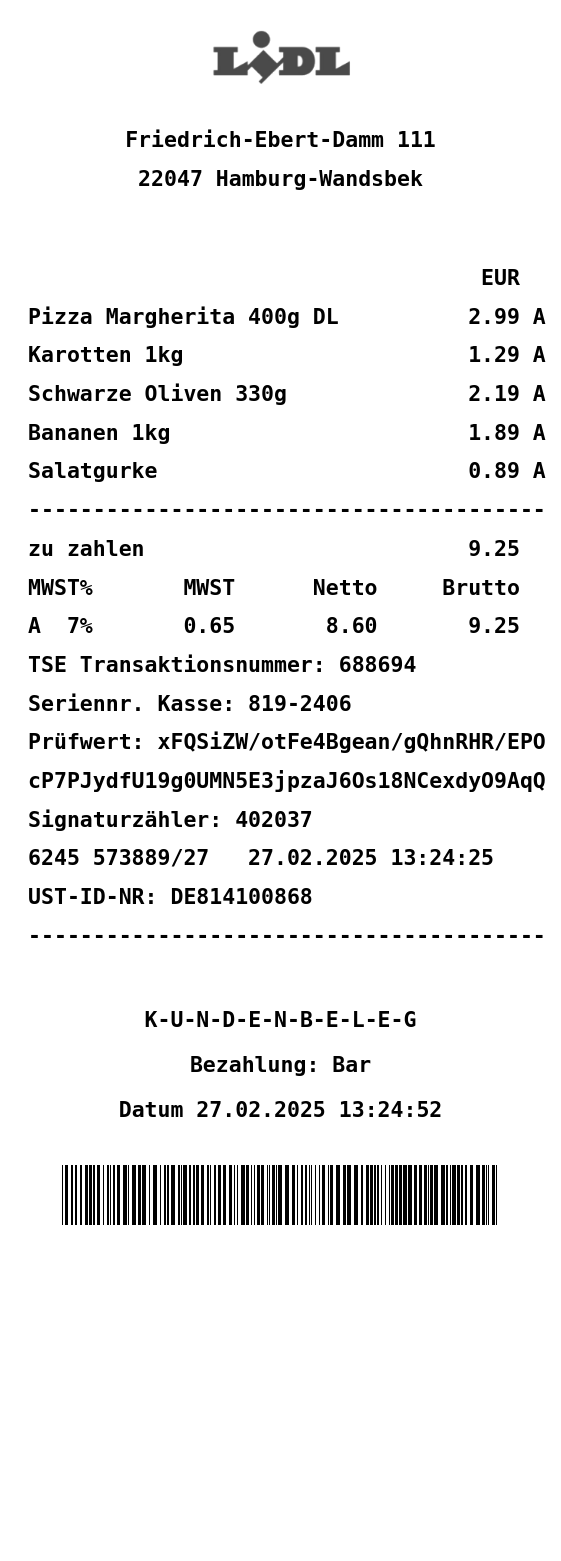 LiDL
Friedrich-Ebert-Damm 111
22047 Hamburg-Wandsbek
EUR
Pizza Margherita 400g DL 2.99 A
Karotten 1kg 1.29 A
Schwarze Oliven 330g 2.19 A
Bananen 1kg 1.89 A
Salatgurke 0.89 A
----------------------------------------
zu zahlen 9.25
MWST% MWST Netto Brutto
A 7% 0.65 8.60 9.25
TSE Transaktionsnummer: 688694
Seriennr. Kasse: 819-2406
Prüfwert: xFQSiZW/otFe4Bgean/gQhnRHR/EPO
cP7PJydfU19g0UMN5E3jpzaJ6Os18NCexdyO9AqQ
Signaturzähler: 402037
6245 573889/27 27.02.2025 13:24:25
UST-ID-NR: DE814100868
----------------------------------------
K-U-N-D-E-N-B-E-L-E-G
Bezahlung: Bar
Datum 27.02.2025 13:24:52